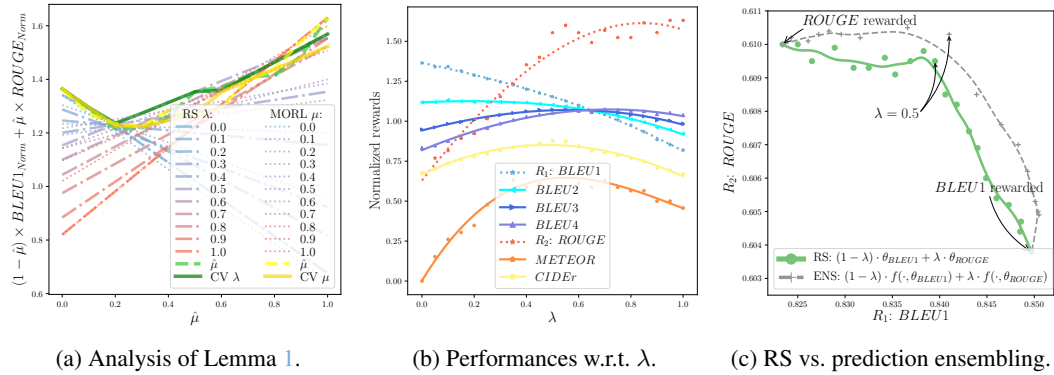 (1 − μ̂) × BLEU1_Norm + μ̂ × ROUGE_Norm
1.6
1.4
1.2
1.0
0.8
0.6
RS λ: MORL μ:
0.0 0.0
0.1 0.1
0.2 0.2
0.3 0.3
0.4 0.4
0.5 0.5
0.6 0.6
0.7 0.7
0.8 0.8
0.9 0.9
1.0 1.0
μ̂ μ̂
CV λ CV μ
0.0 0.2 0.4 0.6 0.8 1.0
μ̂
(a) Analysis of Lemma 1.
Normalized rewards
1.50
1.25
1.00
0.75
0.50
0.25
0.00
R₁: BLEU1
BLEU2
BLEU3
BLEU4
R₂: ROUGE
METEOR
CIDEr
0.0 0.2 0.4 0.6 0.8 1.0
λ
(b) Performances w.r.t. λ.
R₂: ROUGE
0.610
0.609
0.608
0.607
0.606
0.605
0.604
0.603
ROUGE rewarded
λ = 0.5
BLEU1 rewarded
RS: (1 − λ) · θ_BLEU1 + λ · θ_ROUGE
ENS: (1 − λ) · f(·, θ_BLEU1) + λ · f(·, θ_ROUGE)
0.825 0.830 0.835 0.840 0.845 0.850
R₁: BLEU1
(c) RS vs. prediction ensembling.